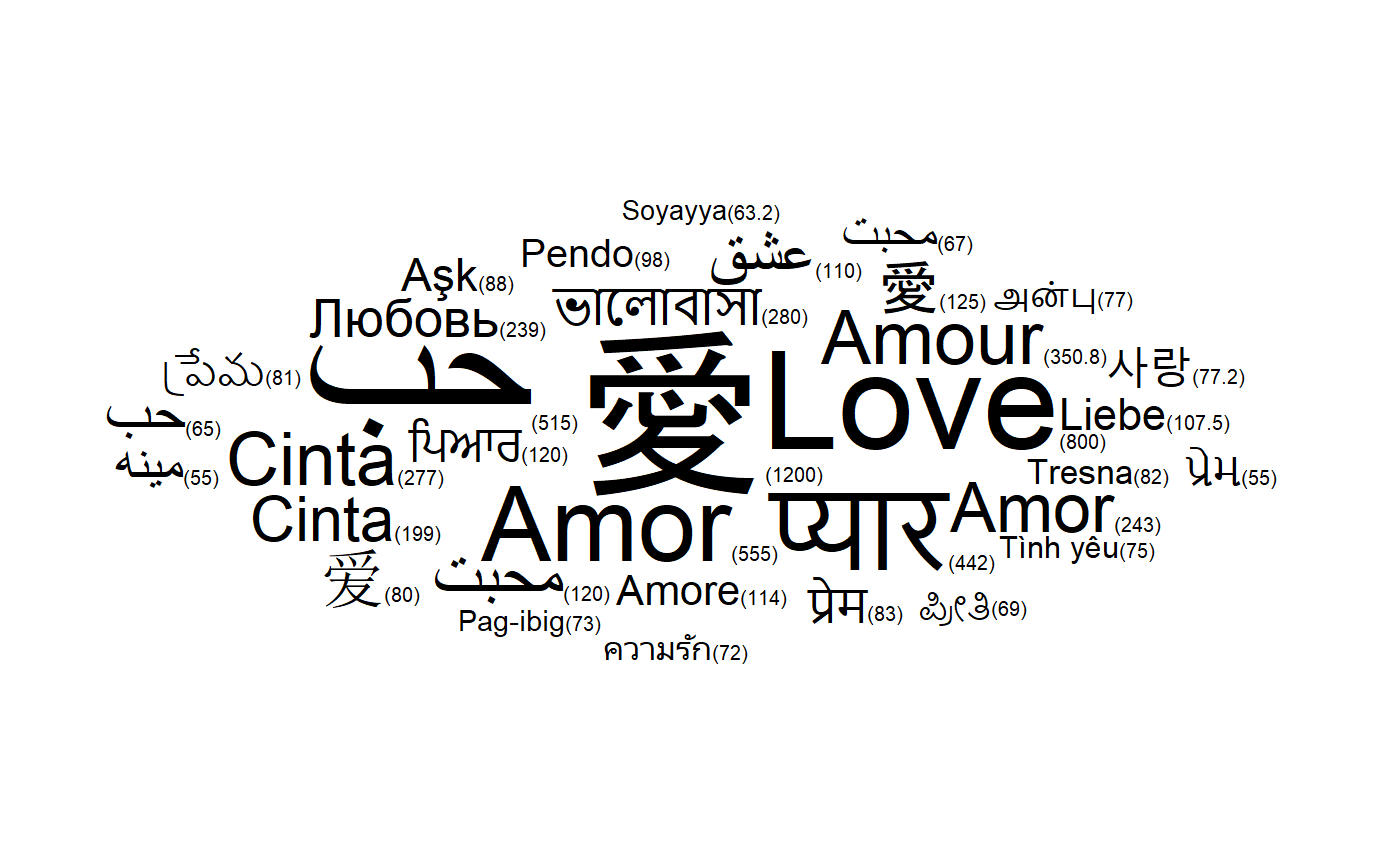 Soyayya(63.2)
محبت(67)
Pendo(98)
عشق(110)
Aşk(88)
愛(125)
அன்பு(77)
ভালোবাসা(280)
Любовь(239)
Amour(350.8)
사랑(77.2)
ప్రేమ(81)
حب(515)
愛(1200)
Love(800)
حب(65)
Liebe(107.5)
Cinta(277)
ਪਿਆਰ(120)
مينه(55)
Tresna(82)
પ્રેમ(55)
Cinta(199)
Amor(555)
प्यार(442)
Amor(243)
Tình yêu(75)
爱(80)
محبت(120)
Amore(114)
प्रेम(83)
ಪ್ರೀತಿ(69)
Pag-ibig(73)
ความรัก(72)